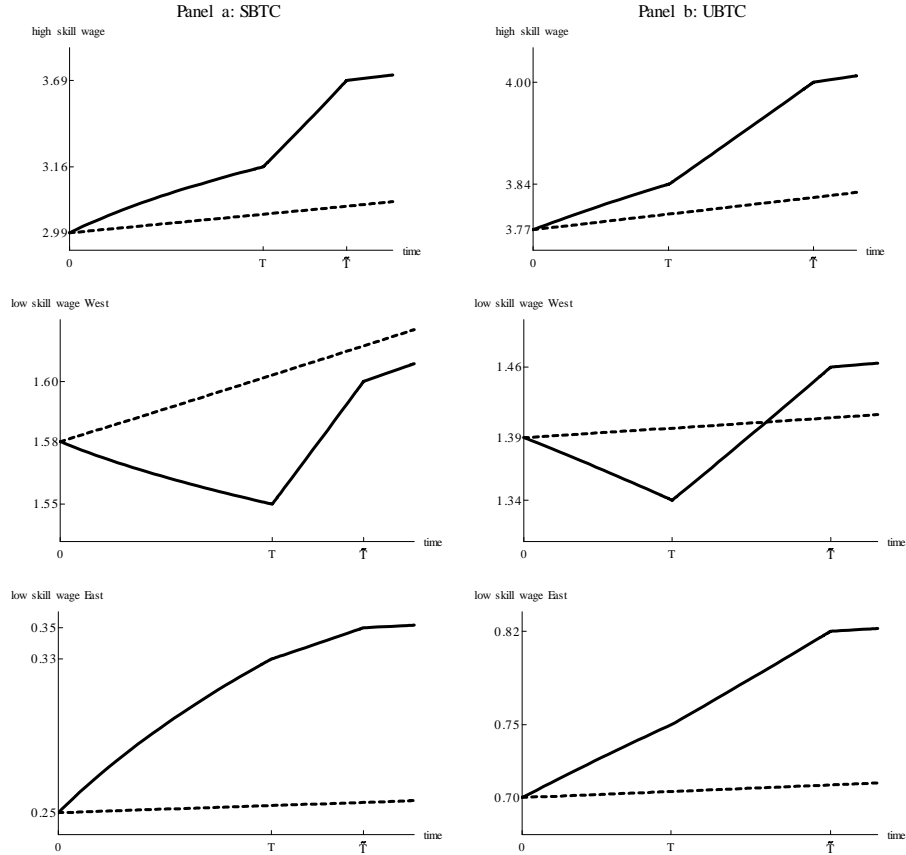 Panel a: SBTC
high skill wage
3.69
3.16
2.99
0 T T̃
time
low skill wage West
1.60
1.58
1.55
0 T T̃
time
low skill wage East
0.35
0.33
0.25
0 T T̃
time
Panel b: UBTC
high skill wage
4.00
3.84
3.77
0 T T̃
time
low skill wage West
1.46
1.39
1.34
0 T T̃
time
low skill wage East
0.82
0.75
0.70
0 T T̃
time